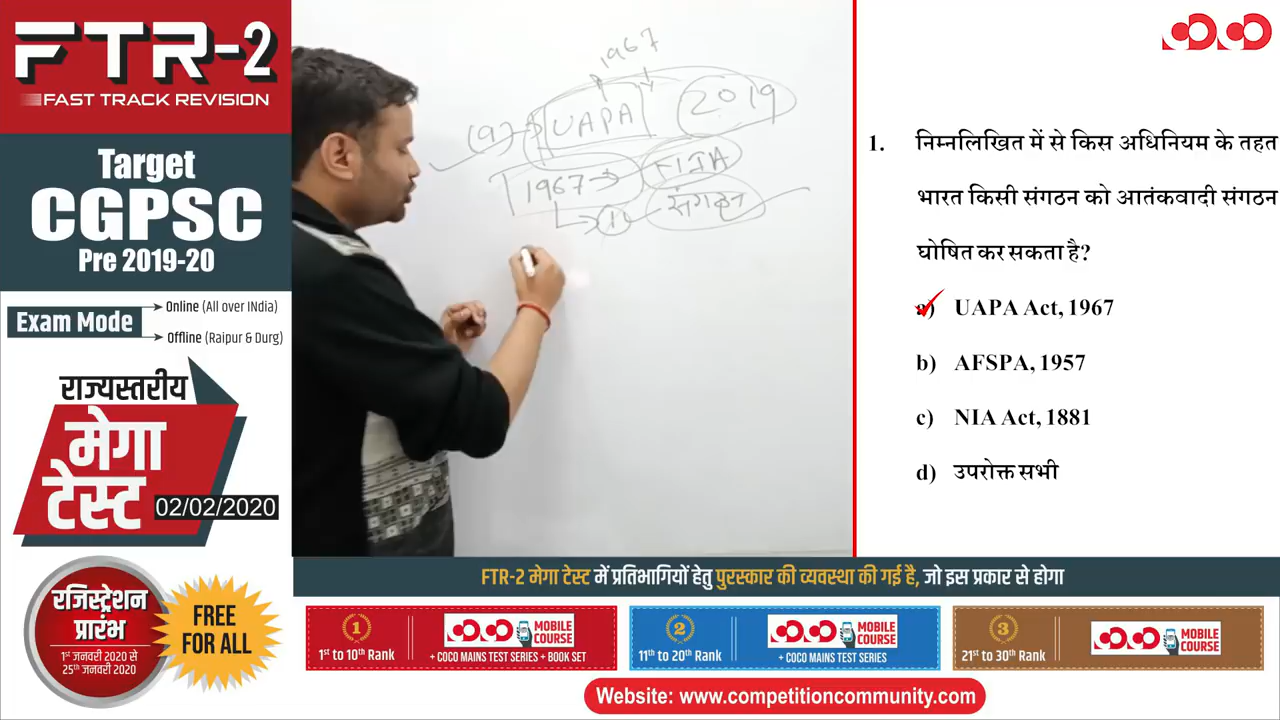 FTR-2
FAST TRACK REVISION
Target
CGPSC
Pre 2019-20
Exam Mode
Online (All over INdia)
Offline (Raipur & Durg)
राज्यस्तरीय
मेगा
टेस्ट
02/02/2020
रजिस्ट्रेशन
प्रारंभ
1st जनवरी 2020 से
25th जनवरी 2020
FREE
FOR ALL
1967
(a) UAPA 2019
1967
(1) संगठन
1. निम्नलिखित में से किस अधिनियम के तहत
भारत किसी संगठन को आतंकवादी संगठन
घोषित कर सकता है?
a) UAPA Act, 1967
b) AFSPA, 1957
c) NIA Act, 1881
d) उपरोक्त सभी
FTR-2 मेगा टेस्ट में प्रतिभागियों हेतु पुरस्कार की व्यवस्था की गई है, जो इस प्रकार से होगा
1
1st to 10th Rank
MOBILE
COURSE
+ COCO MAINS TEST SERIES + BOOK SET
2
11th to 20th Rank
MOBILE
COURSE
+ COCO MAINS TEST SERIES
3
21st to 30th Rank
MOBILE
COURSE
Website: www.competitioncommunity.com